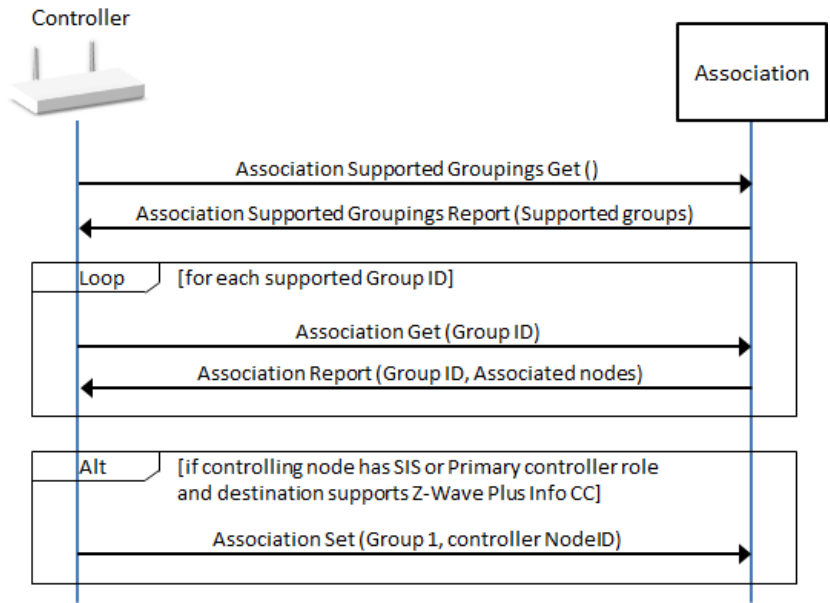 Controller
Association
Association Supported Groupings Get ()
Association Supported Groupings Report (Supported groups)
Loop [for each supported Group ID]
Association Get (Group ID)
Association Report (Group ID, Associated nodes)
Alt [if controlling node has SIS or Primary controller role
and destination supports Z-Wave Plus Info CC]
Association Set (Group 1, controller NodeID)